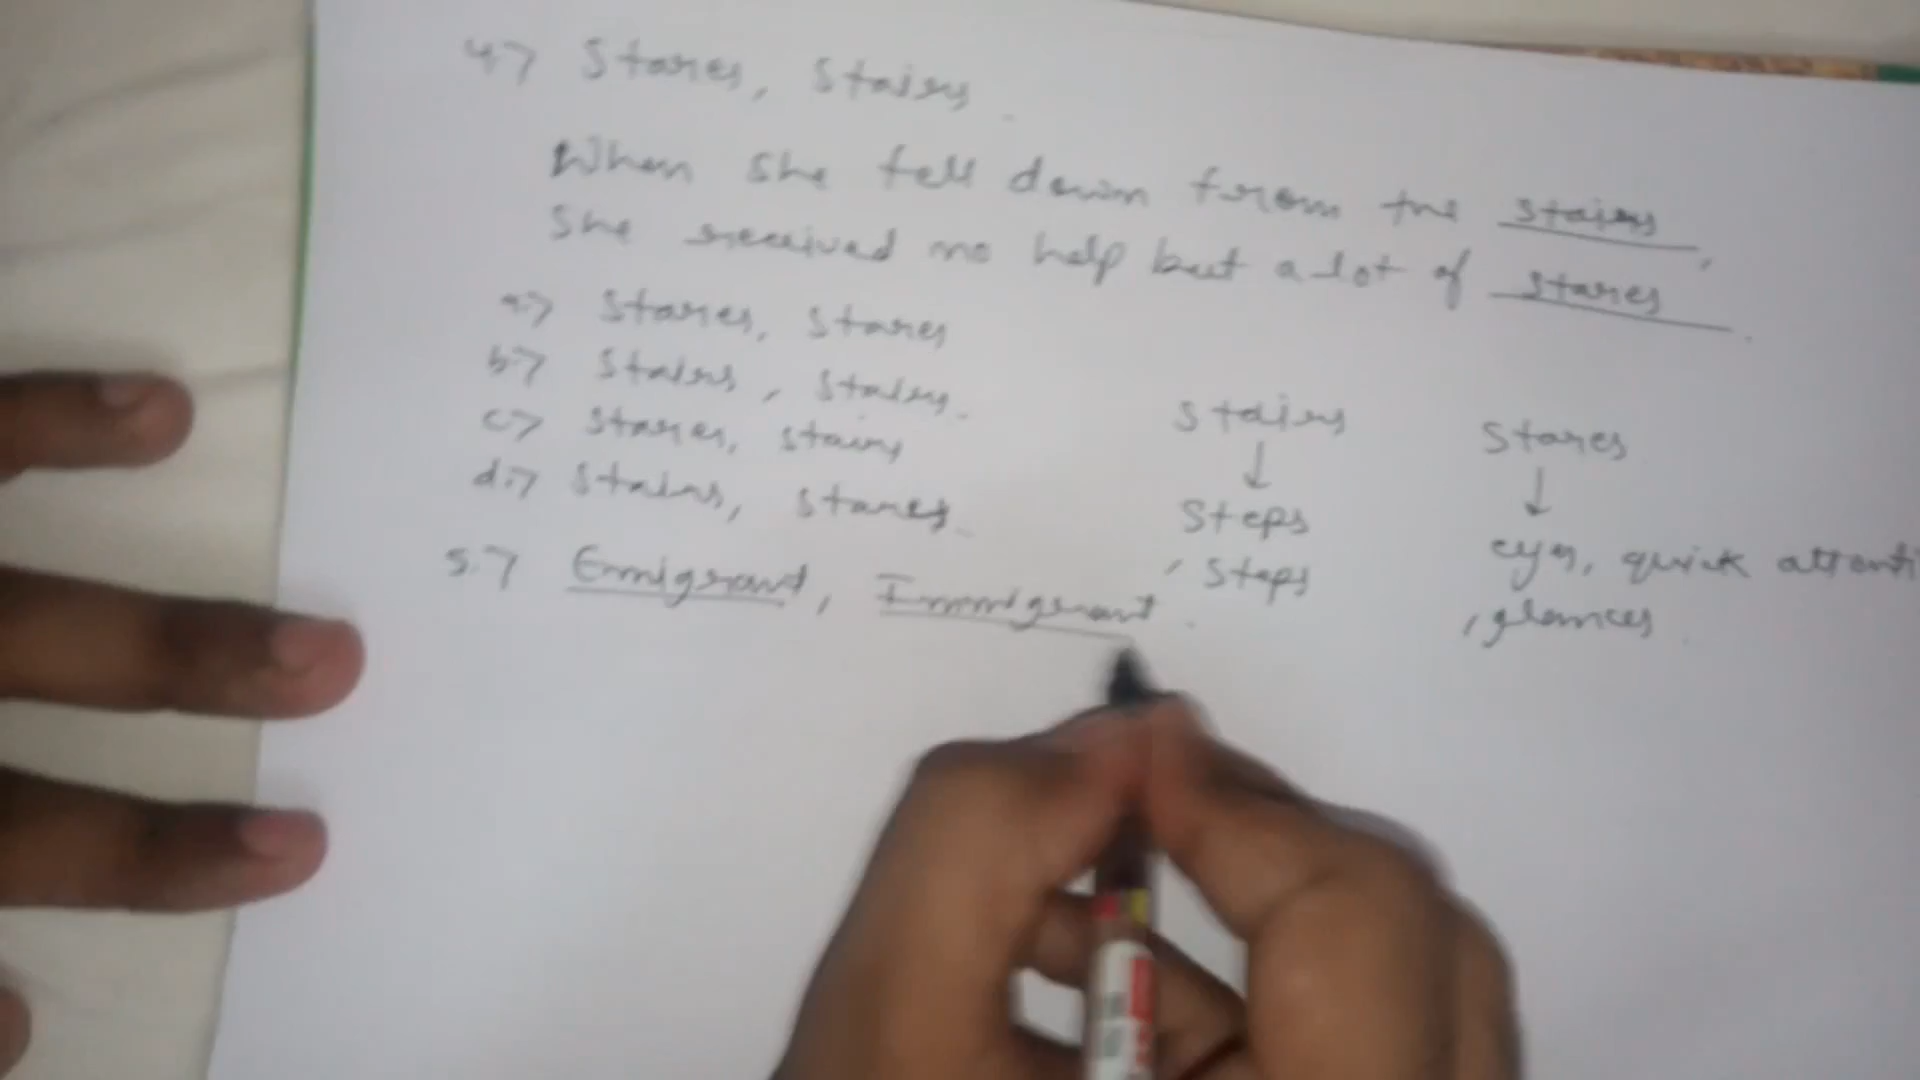 4.> Stares, Stairs.
When she fell down from the stairs,
she received no help but a lot of stares.
a.> Stares, Stares
b.> Stairs, Stairs.
c.> Stares, stairs
d.> Stairs, stares.
Stairs
↓
Steps
, Steps
Stares
↓
eyes, quick attenti
, glances.
5.> Emigrant, Immigrant.